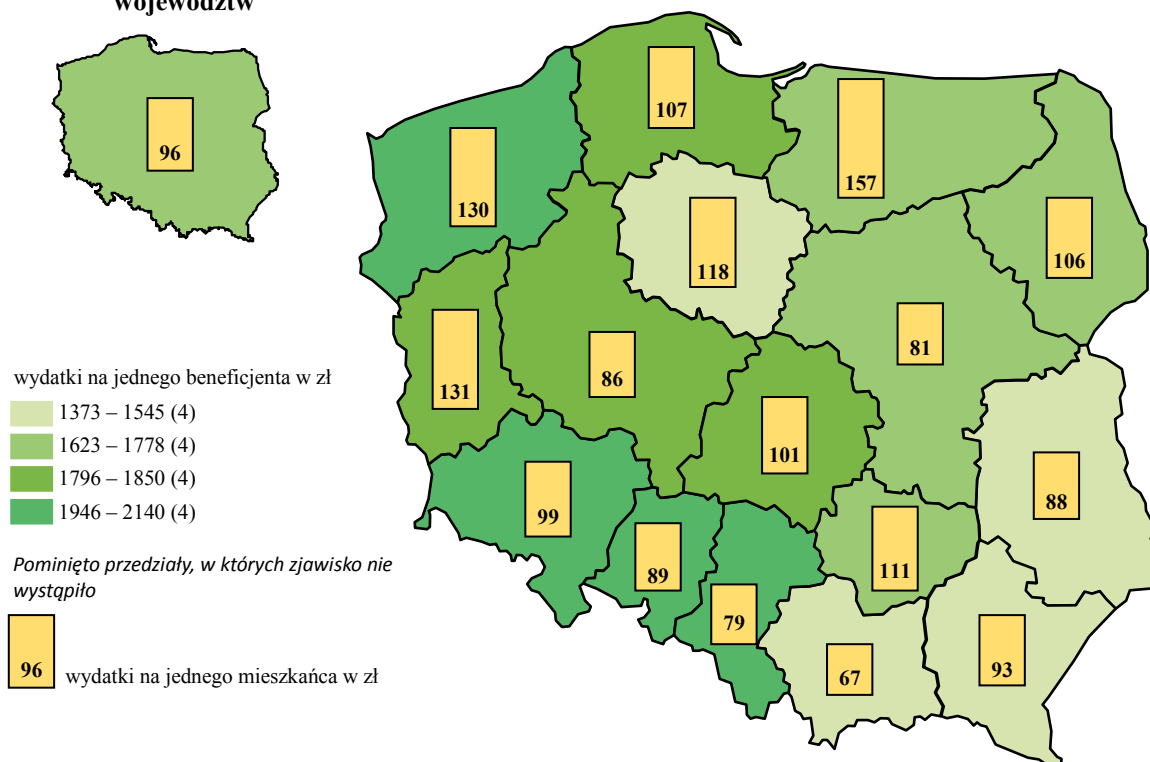 województw
96
107
157
130
118
106
81
86
131
101
88
99
111
89
79
67
93
wydatki na jednego beneficjenta w zł
1373 – 1545 (4)
1623 – 1778 (4)
1796 – 1850 (4)
1946 – 2140 (4)
Pominięto przedziały, w których zjawisko nie
wystąpiło
96 wydatki na jednego mieszkańca w zł